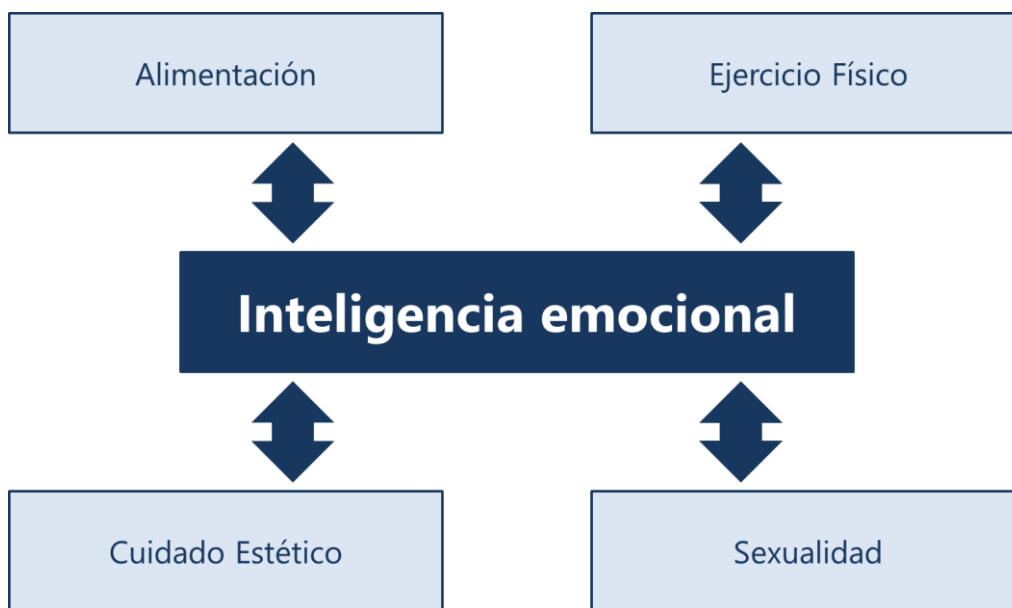 Alimentación
Ejercicio Físico
Inteligencia emocional
Cuidado Estético
Sexualidad